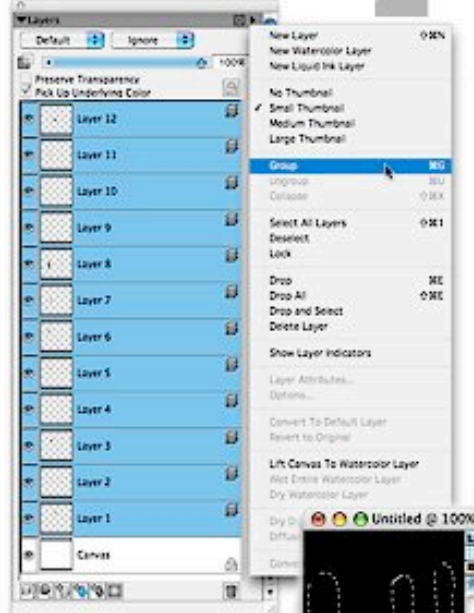 Layers
Default Ignore
100%
Preserve Transparency
Pick Up Underlying Color
Layer 12
Layer 11
Layer 10
Layer 9
Layer 8
Layer 7
Layer 6
Layer 5
Layer 4
Layer 3
Layer 2
Layer 1
Canvas
New Layer ⇧⌘N
New Watercolor Layer
New Liquid Ink Layer
No Thumbnail
✓ Small Thumbnail
Medium Thumbnail
Large Thumbnail
Group ⌘G
Ungroup ⌘U
Collapse ⇧⌘X
Select All Layers ⇧⌘1
Deselect
Lock
Drop ⌘E
Drop All ⇧⌘E
Drop and Select
Delete Layer
Show Layer Indicators
Layer Attributes...
Options...
Convert To Default Layer
Revert to Original
Lift Canvas To Watercolor Layer
Wet Entire Watercolor Layer
Dry Watercolor Layer
Dry
Untitled @ 100%